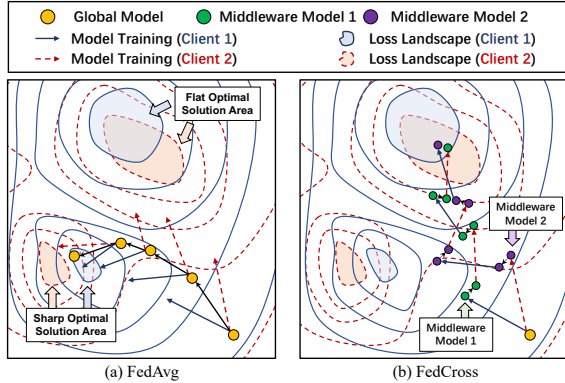 Global Model Middleware Model 1 Middleware Model 2
Model Training (Client 1) Loss Landscape (Client 1)
Model Training (Client 2) Loss Landscape (Client 2)
Flat Optimal
Solution Area
Sharp Optimal
Solution Area
Middleware
Model 2
Middleware
Model 1
(a) FedAvg
(b) FedCross